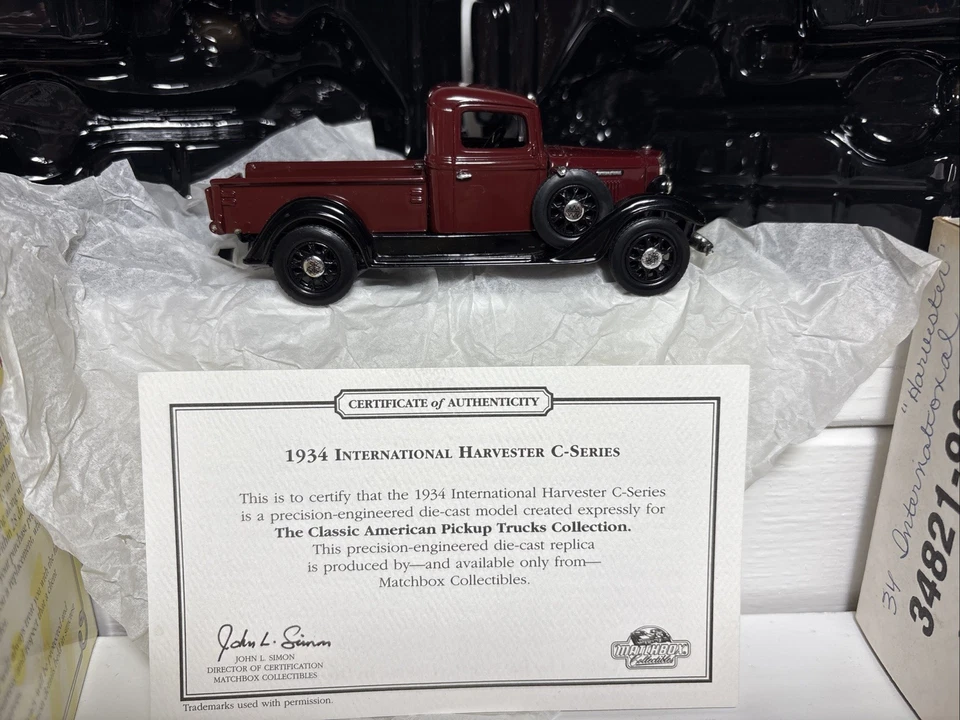 CERTIFICATE of AUTHENTICITY
1934 INTERNATIONAL HARVESTER C-SERIES
This is to certify that the 1934 International Harvester C-Series
is a precision-engineered die-cast model created expressly for
The Classic American Pickup Trucks Collection.
This precision-engineered die-cast replica
is produced by—and available only from—
Matchbox Collectibles.
John L. Simon
JOHN L. SIMON
DIRECTOR OF CERTIFICATION
MATCHBOX COLLECTIBLES
MATCHBOX
Collectibles
Trademarks used with permission.
34 International
"Harvester"
34821-9